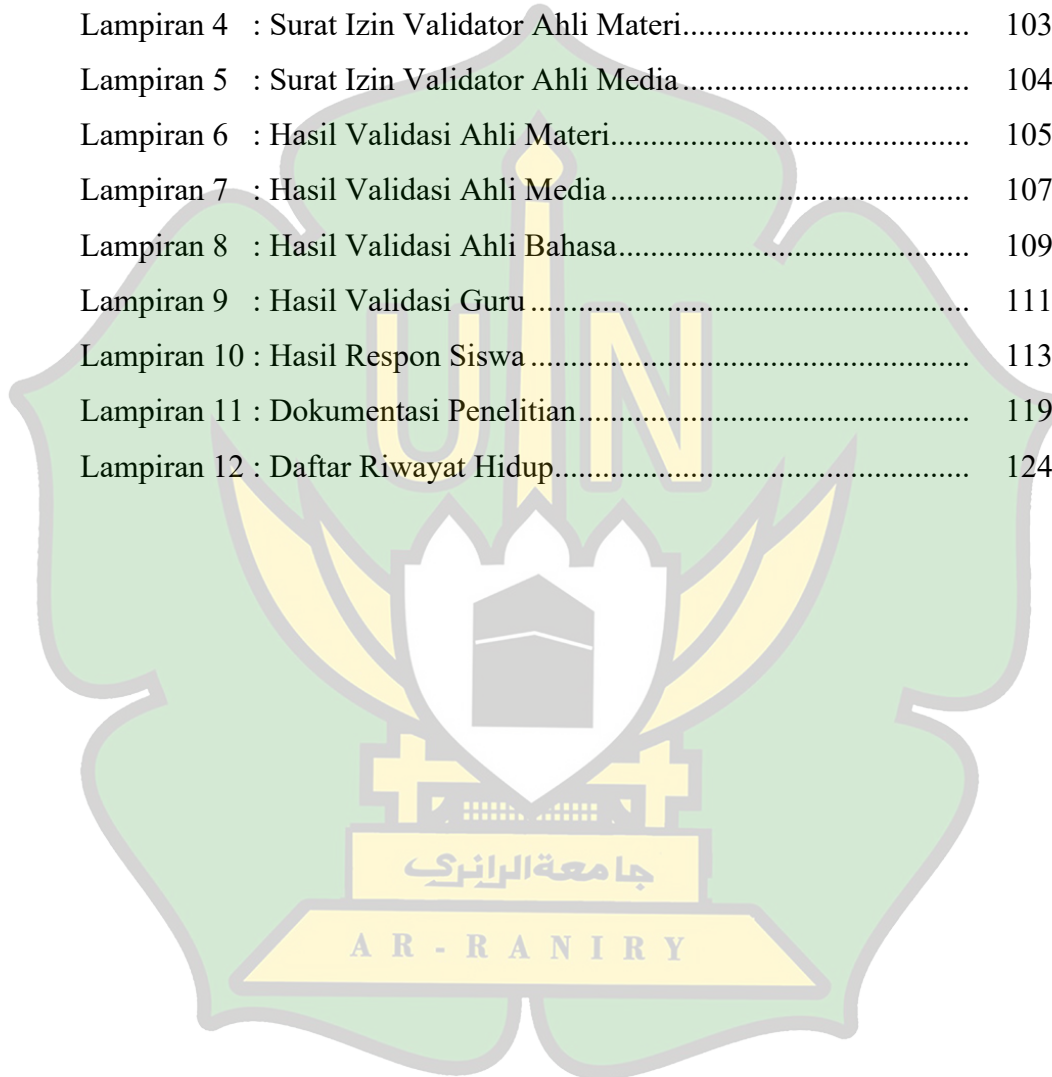 Lampiran 4 : Surat Izin Validator Ahli Materi................................... 103
Lampiran 5 : Surat Izin Validator Ahli Media................................... 104
Lampiran 6 : Hasil Validasi Ahli Materi............................................ 105
Lampiran 7 : Hasil Validasi Ahli Media............................................ 107
Lampiran 8 : Hasil Validasi Ahli Bahasa........................................... 109
Lampiran 9 : Hasil Validasi Guru...................................................... 111
Lampiran 10 : Hasil Respon Siswa...................................................... 113
Lampiran 11 : Dokumentasi Penelitian................................................ 119
Lampiran 12 : Daftar Riwayat Hidup................................................... 124
UIN
جامعةالرانري
AR-RANIRY